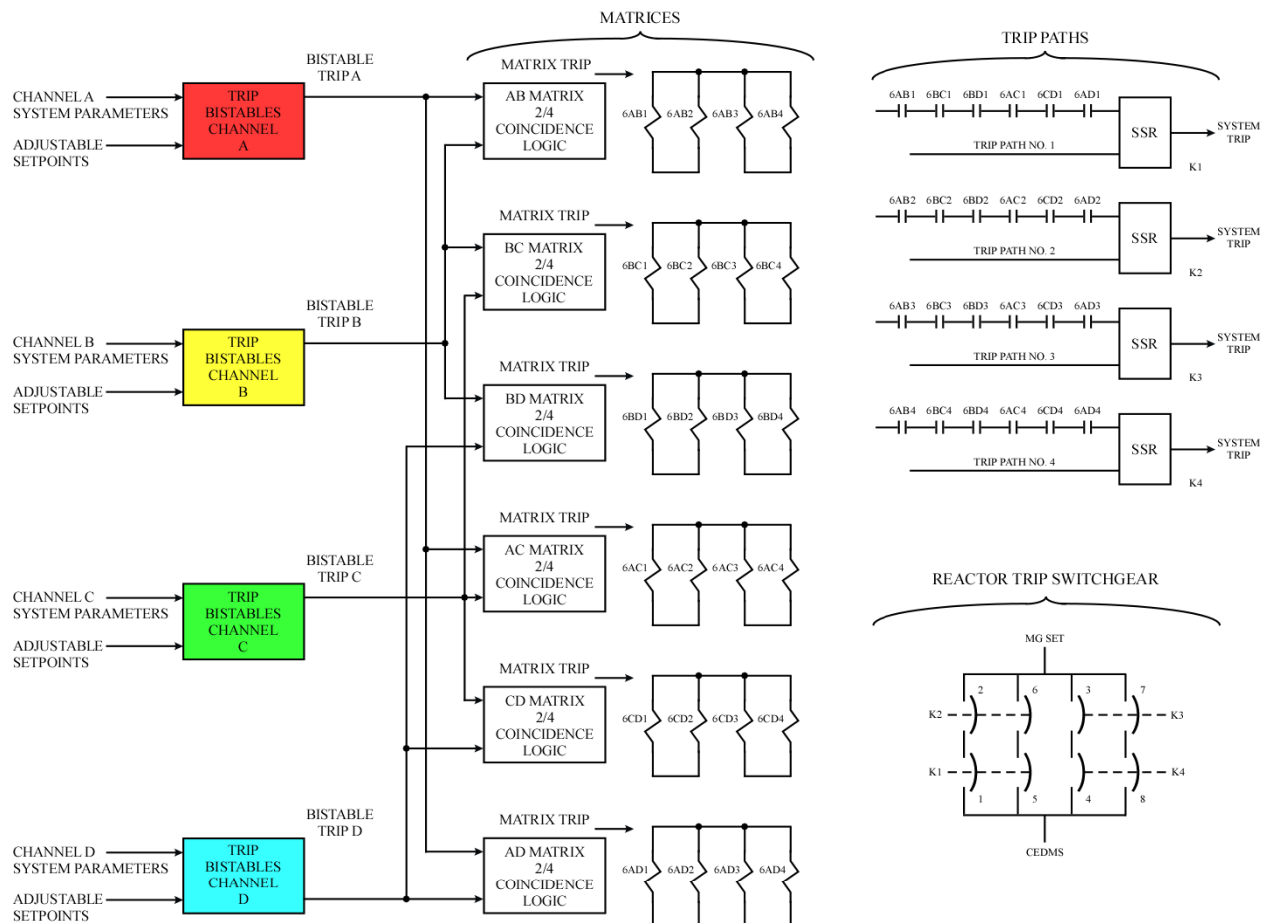 MATRICES
TRIP PATHS
BISTABLE
TRIP A
MATRIX TRIP
CHANNEL A
SYSTEM PARAMETERS
ADJUSTABLE
SETPOINTS
TRIP
BISTABLES
CHANNEL
A
AB MATRIX
2/4
COINCIDENCE
LOGIC
6AB1 6AB2 6AB3 6AB4
6AB1 6BC1 6BD1 6AC1 6CD1 6AD1
SSR
SYSTEM
TRIP
TRIP PATH NO. 1
K1
MATRIX TRIP
BC MATRIX
2/4
COINCIDENCE
LOGIC
6BC1 6BC2 6BC3 6BC4
6AB2 6BC2 6BD2 6AC2 6CD2 6AD2
SSR
SYSTEM
TRIP
TRIP PATH NO. 2
K2
BISTABLE
TRIP B
CHANNEL B
SYSTEM PARAMETERS
ADJUSTABLE
SETPOINTS
TRIP
BISTABLES
CHANNEL
B
6AB3 6BC3 6BD3 6AC3 6CD3 6AD3
SSR
SYSTEM
TRIP
TRIP PATH NO. 3
K3
MATRIX TRIP
BD MATRIX
2/4
COINCIDENCE
LOGIC
6BD1 6BD2 6BD3 6BD4
6AB4 6BC4 6BD4 6AC4 6CD4 6AD4
SSR
SYSTEM
TRIP
TRIP PATH NO. 4
K4
MATRIX TRIP
AC MATRIX
2/4
COINCIDENCE
LOGIC
6AC1 6AC2 6AC3 6AC4
BISTABLE
TRIP C
CHANNEL C
SYSTEM PARAMETERS
ADJUSTABLE
SETPOINTS
TRIP
BISTABLES
CHANNEL
C
REACTOR TRIP SWITCHGEAR
MG SET
2 6 3 7
K2 K3
K1 K4
1 5 4 8
CEDMS
MATRIX TRIP
CD MATRIX
2/4
COINCIDENCE
LOGIC
6CD1 6CD2 6CD3 6CD4
BISTABLE
TRIP D
CHANNEL D
SYSTEM PARAMETERS
ADJUSTABLE
SETPOINTS
TRIP
BISTABLES
CHANNEL
D
MATRIX TRIP
AD MATRIX
2/4
COINCIDENCE
LOGIC
6AD1 6AD2 6AD3 6AD4